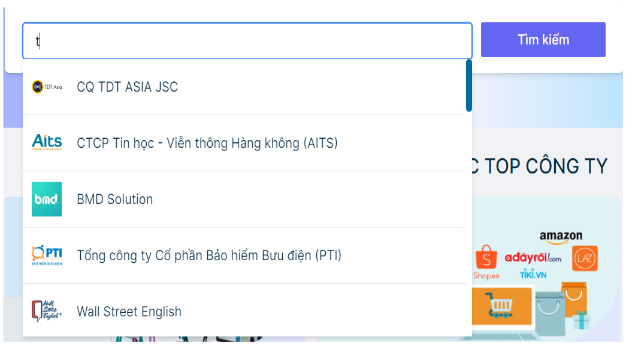 t
Tìm kiếm
TDT Asia
CQ TDT ASIA JSC
Aits
CTCP Tin học - Viễn thông Hàng không (AITS)
C TOP CÔNG TY
bmd
BMD Solution
amazon
adâyrồi.com
LAZ
Shopee
TIKI.VN
PTI
Tổng công ty Cổ phần Bảo hiểm Bưu điện (PTI)
Wall Street English
Wall Street English